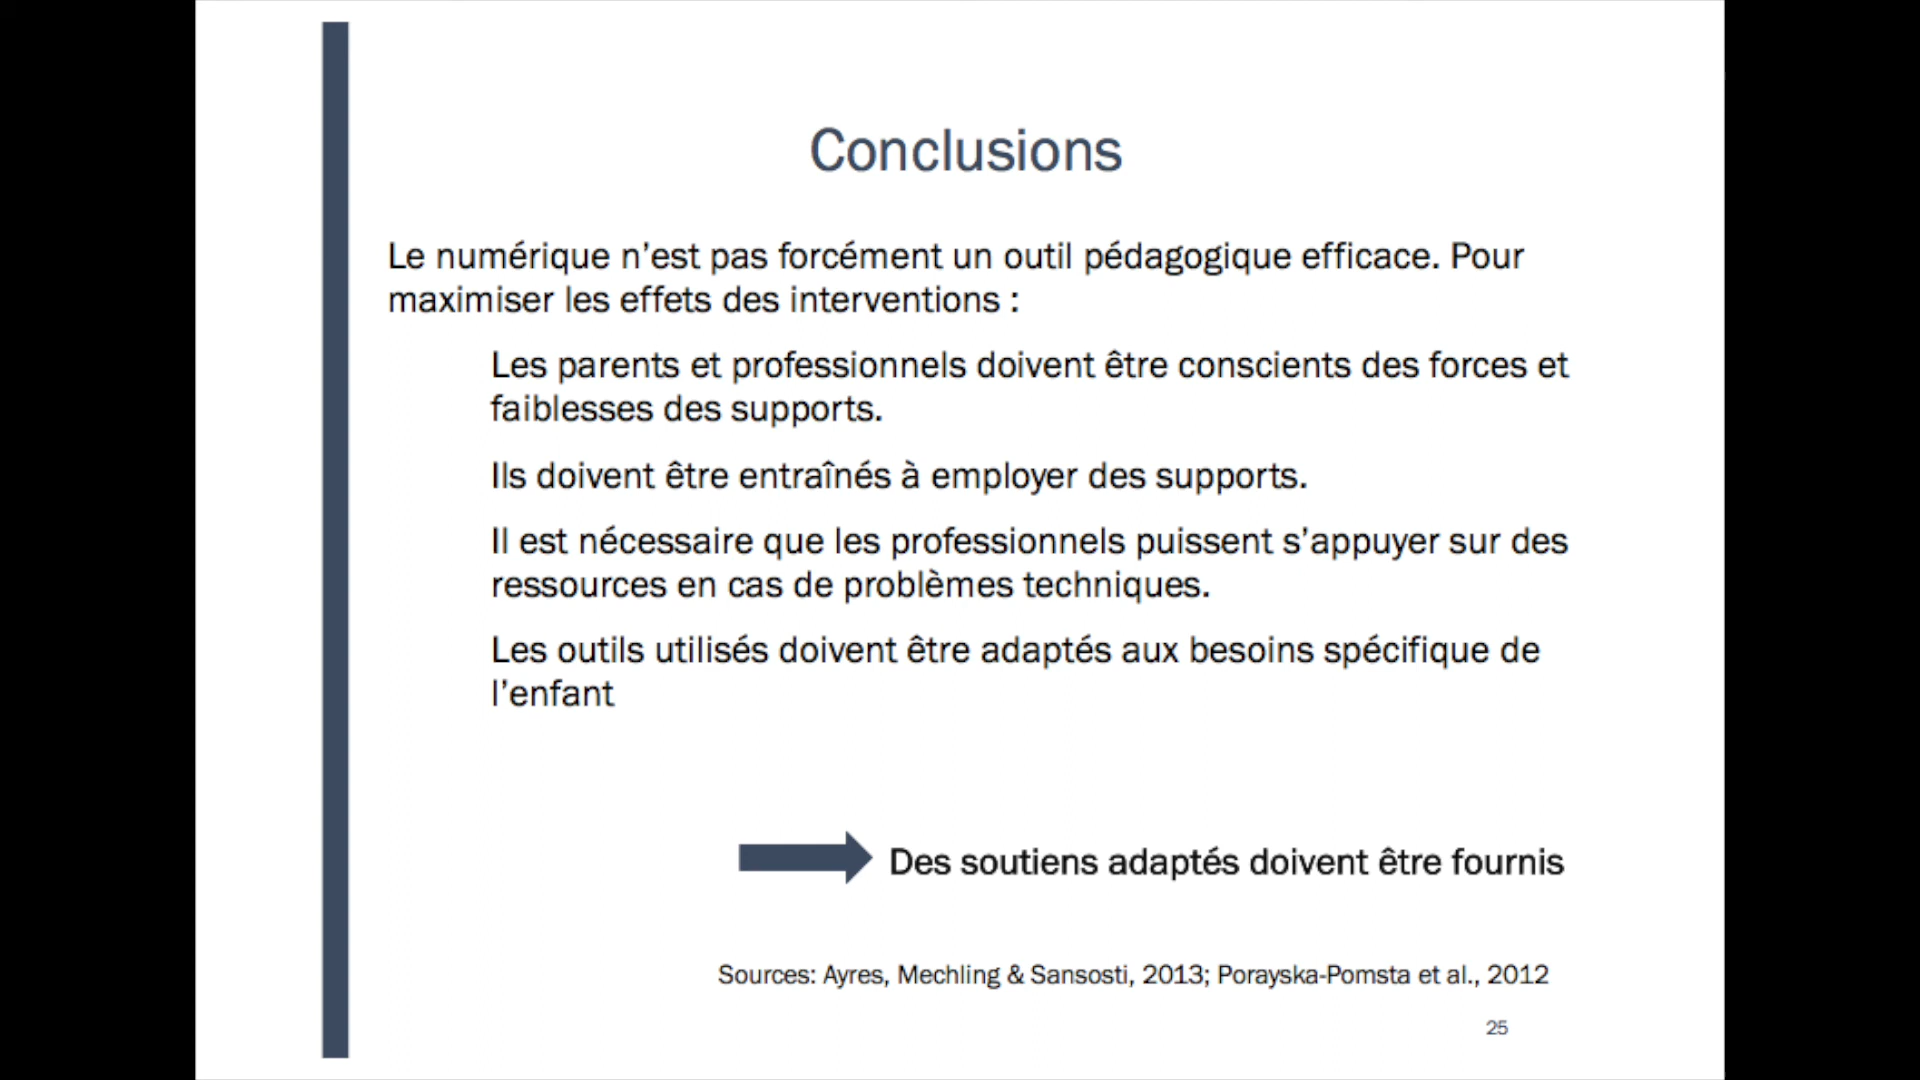 Conclusions
Le numérique n’est pas forcément un outil pédagogique efficace. Pour
maximiser les effets des interventions :
Les parents et professionnels doivent être conscients des forces et
faiblesses des supports.
Ils doivent être entraînés à employer des supports.
Il est nécessaire que les professionnels puissent s’appuyer sur des
ressources en cas de problèmes techniques.
Les outils utilisés doivent être adaptés aux besoins spécifique de
l’enfant
Des soutiens adaptés doivent être fournis
Sources: Ayres, Mechling & Sansosti, 2013; Porayska-Pomsta et al., 2012
25